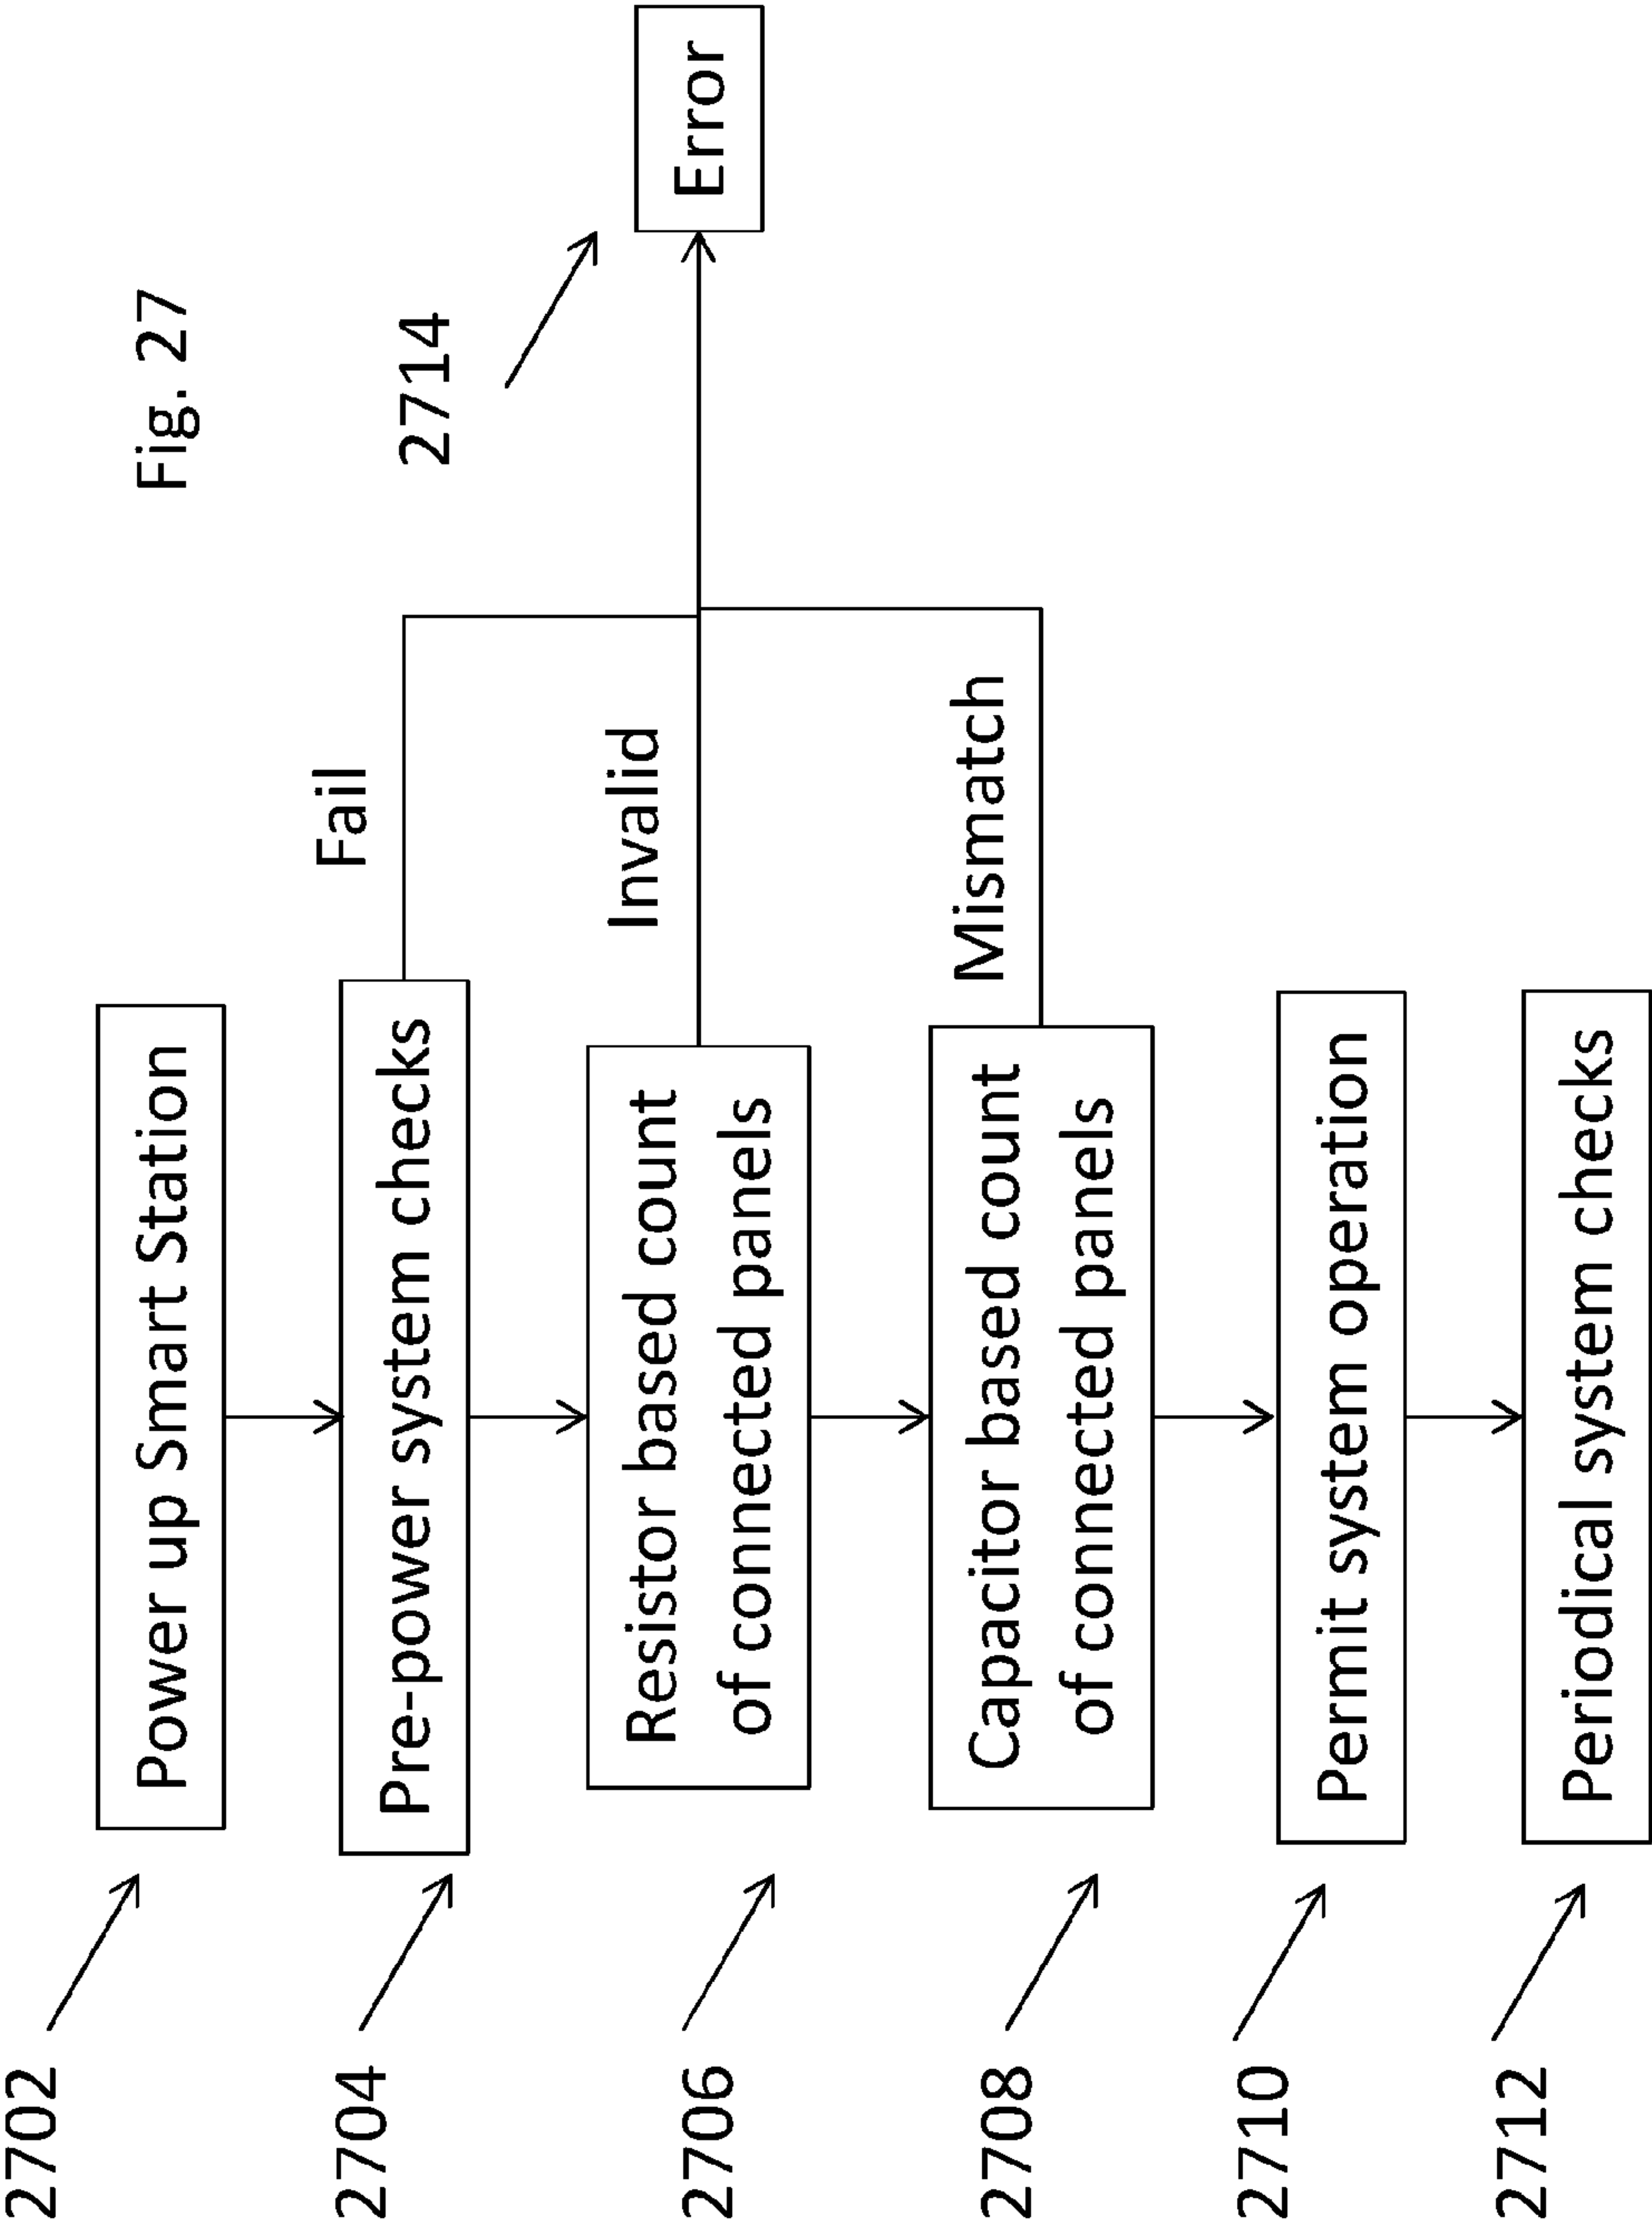 Fig. 27
2702
Power up Smart Station
2704
Pre-power system checks
Fail
2714
Error
2706
Resistor based count
of connected panels
Invalid
2708
Capacitor based count
of connected panels
Mismatch
2710
Permit system operation
2712
Periodical system checks